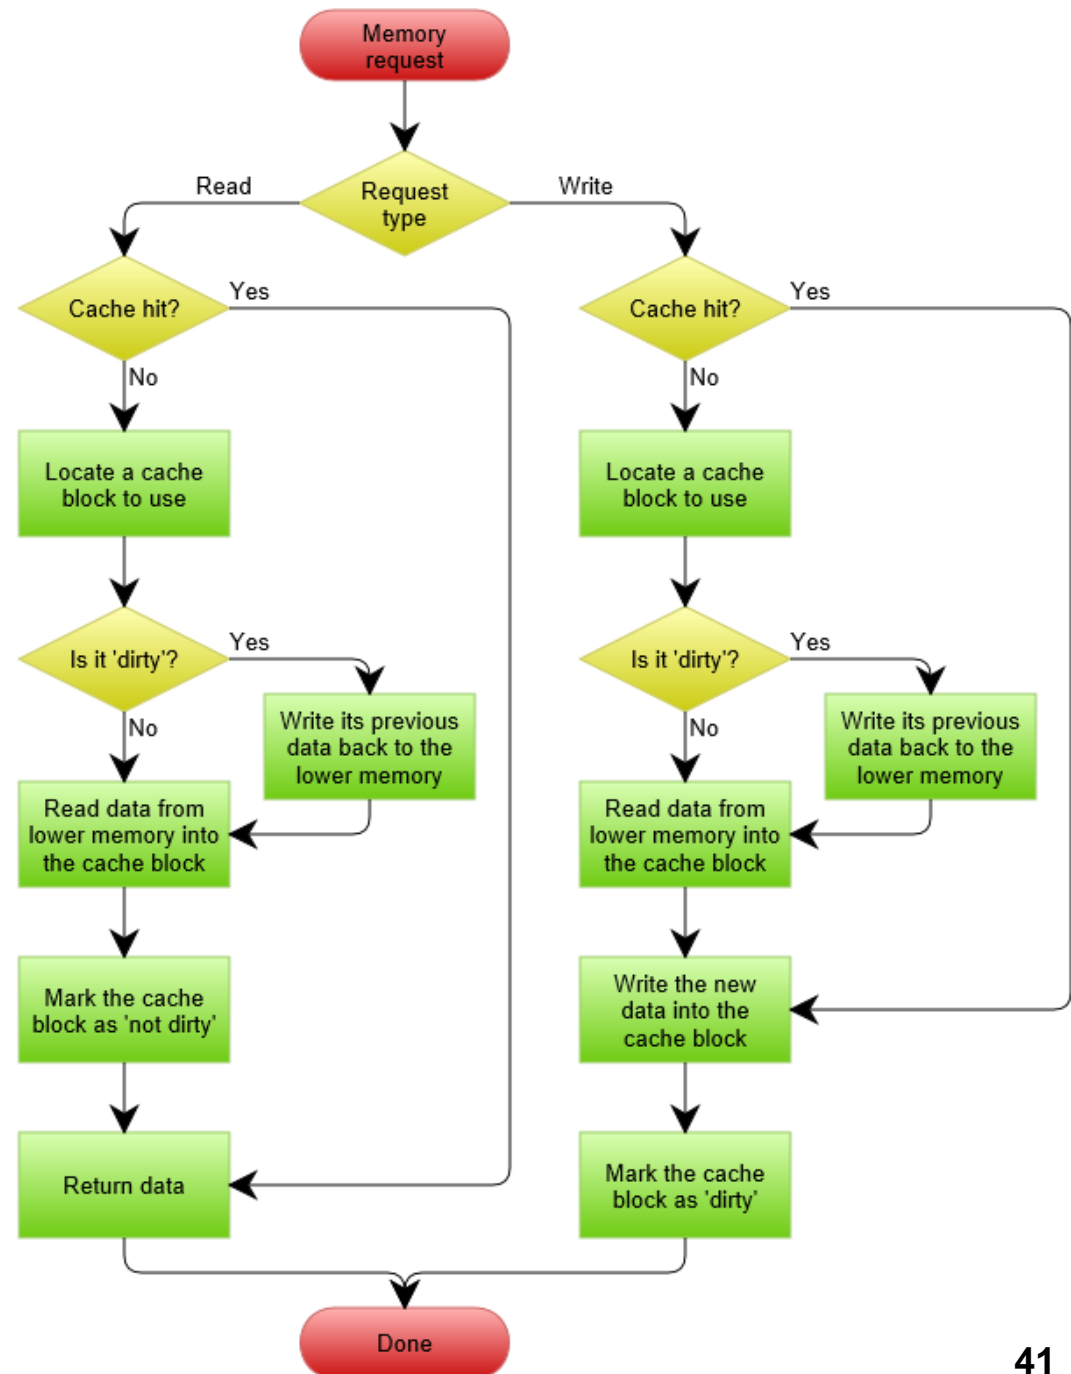 Memory
request
Request
type
Read
Write
Cache hit?
Yes
No
Locate a cache
block to use
Is it 'dirty'?
Yes
No
Write its previous
data back to the
lower memory
Read data from
lower memory into
the cache block
Mark the cache
block as 'not dirty'
Return data
Cache hit?
Yes
No
Locate a cache
block to use
Is it 'dirty'?
Yes
No
Write its previous
data back to the
lower memory
Read data from
lower memory into
the cache block
Write the new
data into the
cache block
Mark the cache
block as 'dirty'
Done
41